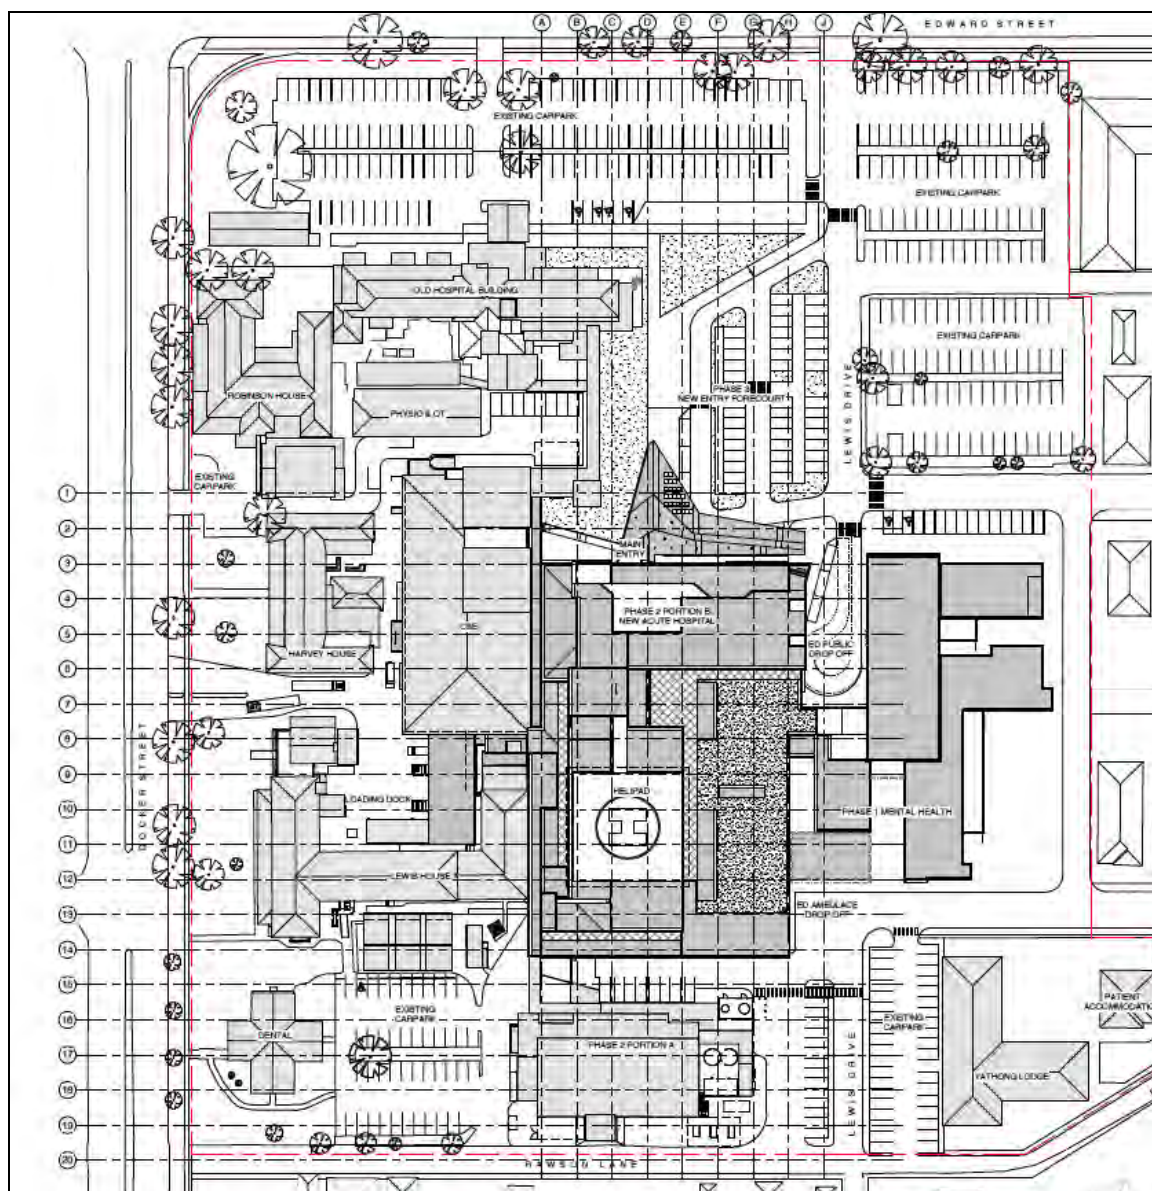 EDWARD STREET
A B C D E F G H J
EXISTING CARPARK
EXISTING CARPARK
OLD HOSPITAL BUILDING
EXISTING CARPARK
LEWIS DRIVE
PHASE 3
NEW ENTRY FORECOURT
ROBINSON HOUSE
PHYSIO & OT
EXISTING
CARPARK
1
2
MAIN
ENTRY
3
4
PHASE 2 PORTION B
NEW ACUTE HOSPITAL
5
ED PUBLIC
DROP OFF
HARVEY HOUSE
6
7
8
DOCKER STREET
9
HELIPAD
LOADING DOCK
10
PHASE 1 MENTAL HEALTH
11
LEWIS HOUSE
12
ED AMBULACE
DROP OFF
13
14
15
EXISTING
CARPARK
EXISTING
CARPARK
PATIENT
ACCOMMODATIO
16
DENTAL
PHASE 2 PORTION A
17
LEWIS DRIVE
YATHONG LODGE
18
19
20
RAWSON LANE